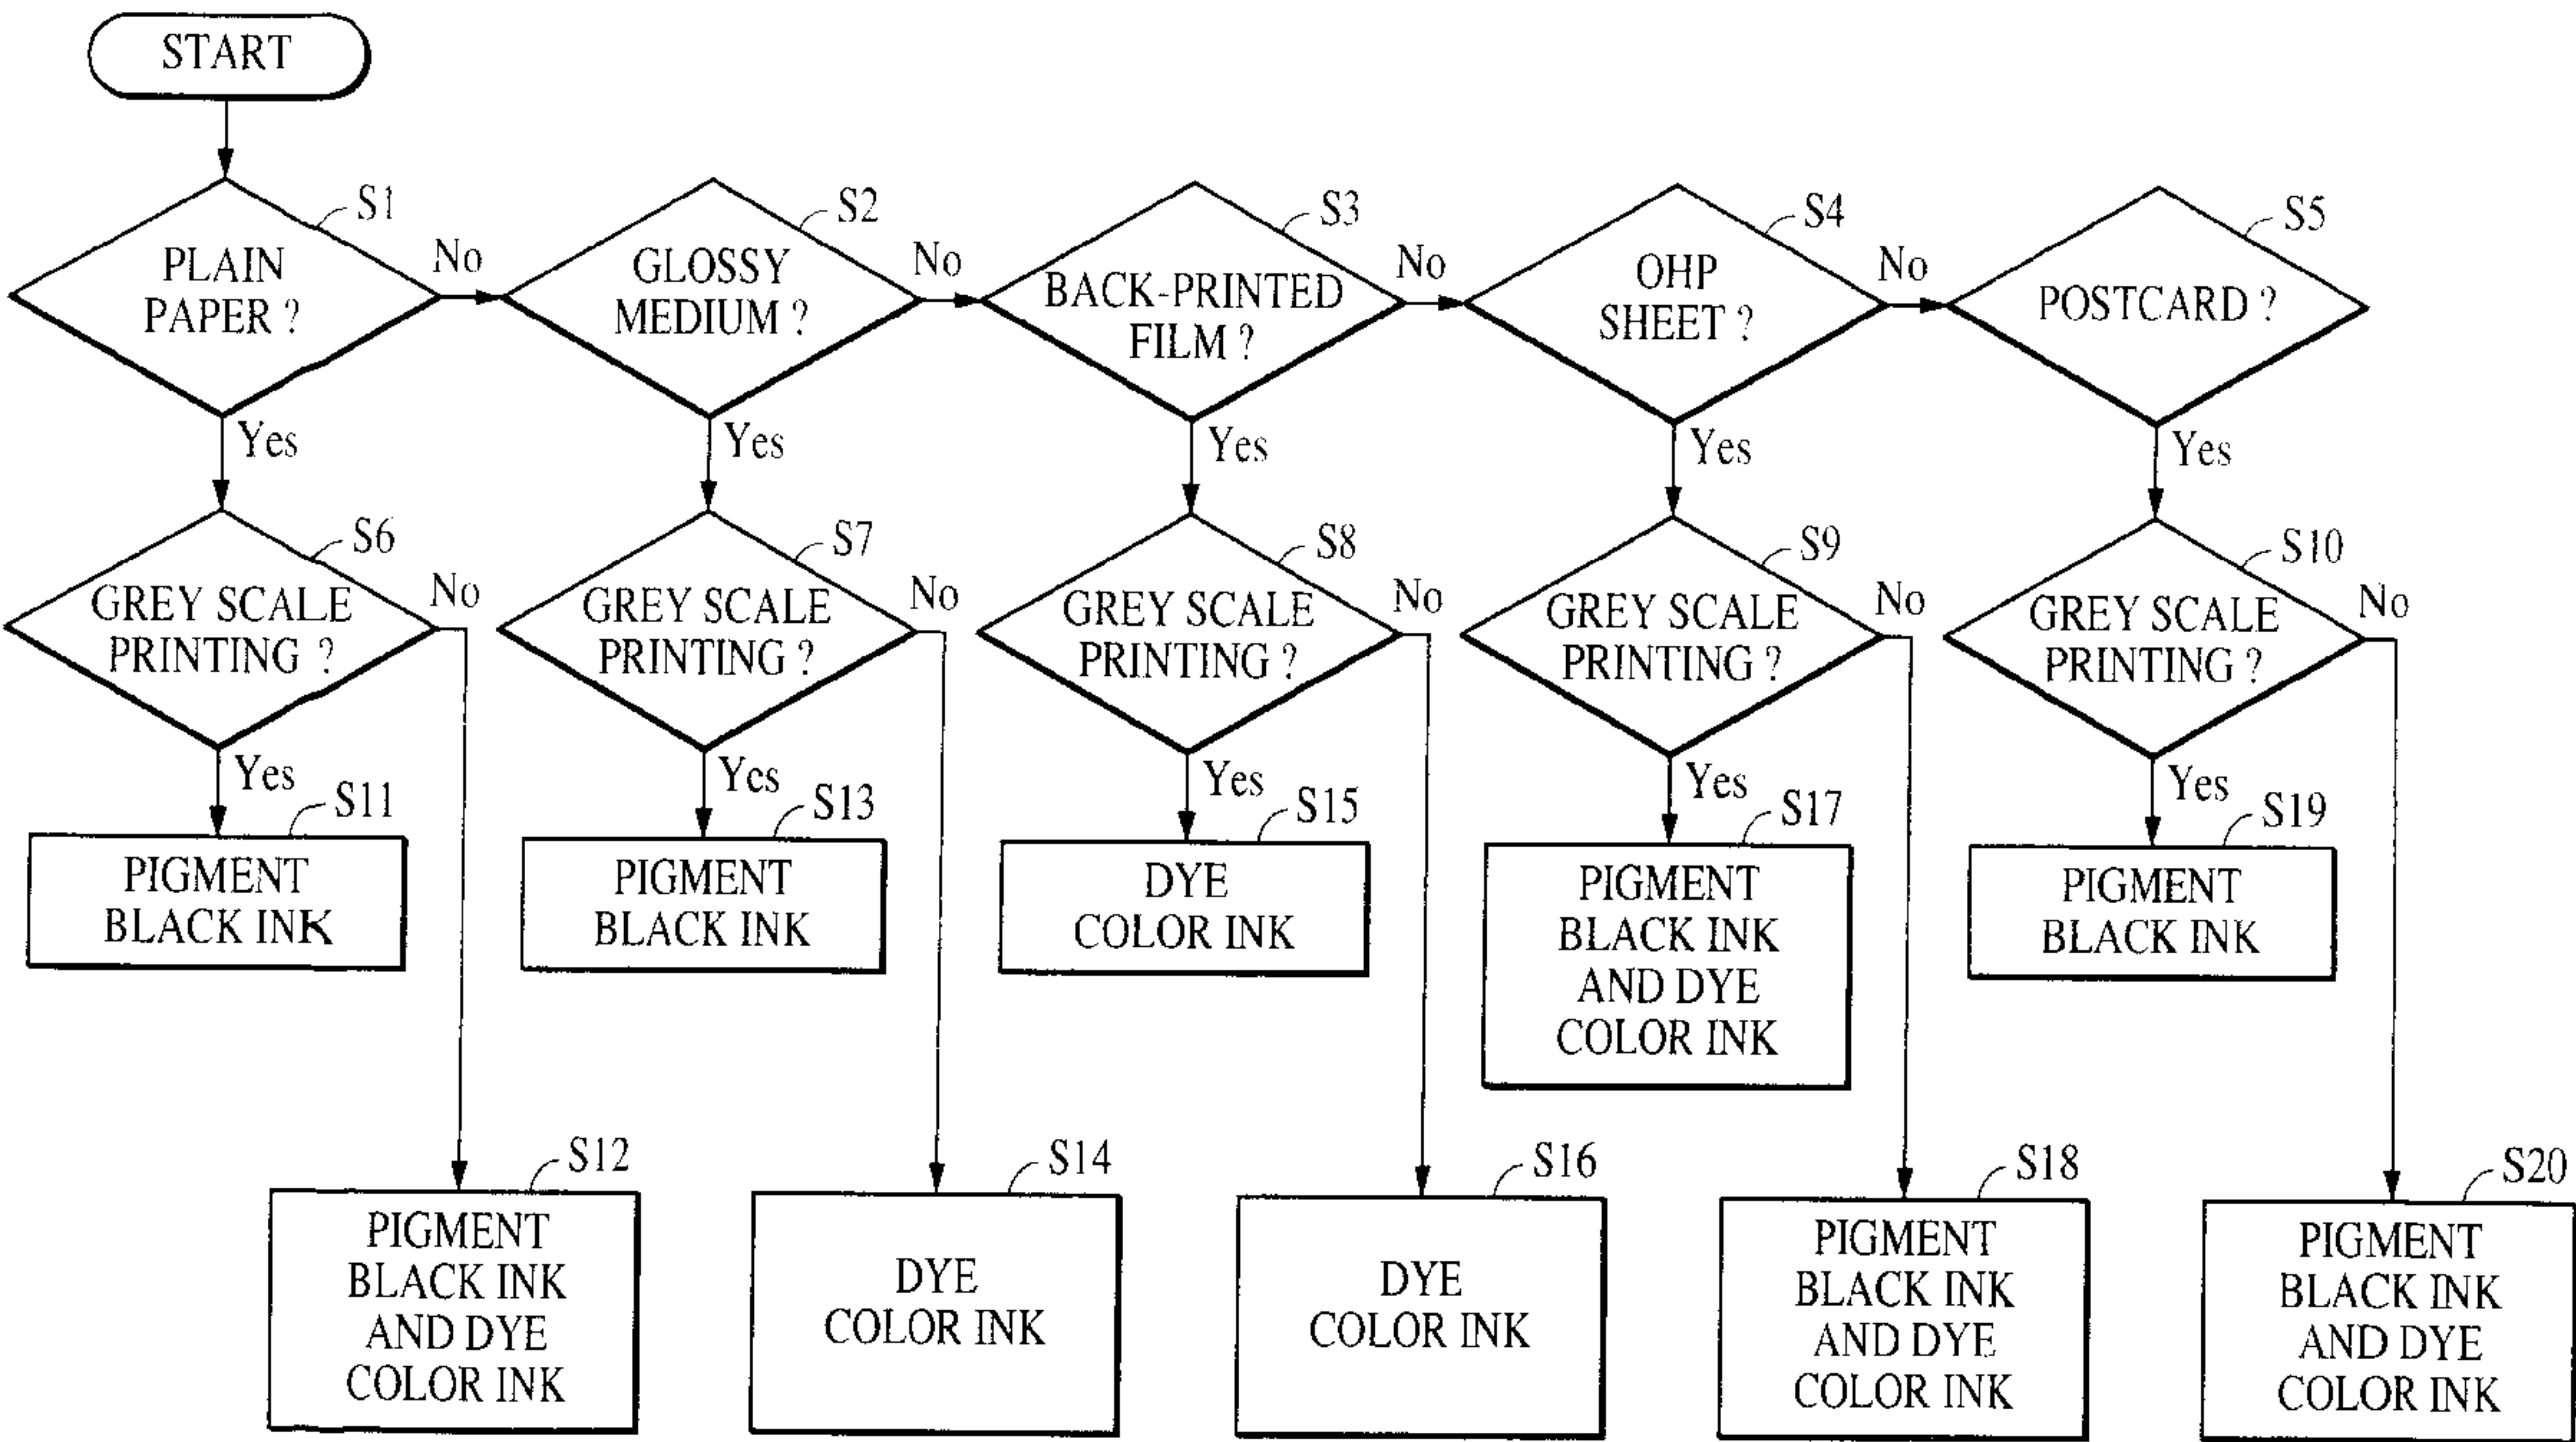 START
S1
PLAIN
PAPER ?
No
Yes
S2
GLOSSY
MEDIUM ?
No
Yes
S3
BACK-PRINTED
FILM ?
No
Yes
S4
OHP
SHEET ?
No
Yes
S5
POSTCARD ?
Yes
S6
GREY SCALE
PRINTING ?
No
Yes
S7
GREY SCALE
PRINTING ?
No
Yes
S8
GREY SCALE
PRINTING ?
No
Yes
S9
GREY SCALE
PRINTING ?
No
Yes
S10
GREY SCALE
PRINTING ?
No
Yes
S11
PIGMENT
BLACK INK
S13
PIGMENT
BLACK INK
S15
DYE
COLOR INK
S17
PIGMENT
BLACK INK
AND DYE
COLOR INK
S19
PIGMENT
BLACK INK
S12
PIGMENT
BLACK INK
AND DYE
COLOR INK
S14
DYE
COLOR INK
S16
DYE
COLOR INK
S18
PIGMENT
BLACK INK
AND DYE
COLOR INK
S20
PIGMENT
BLACK INK
AND DYE
COLOR INK